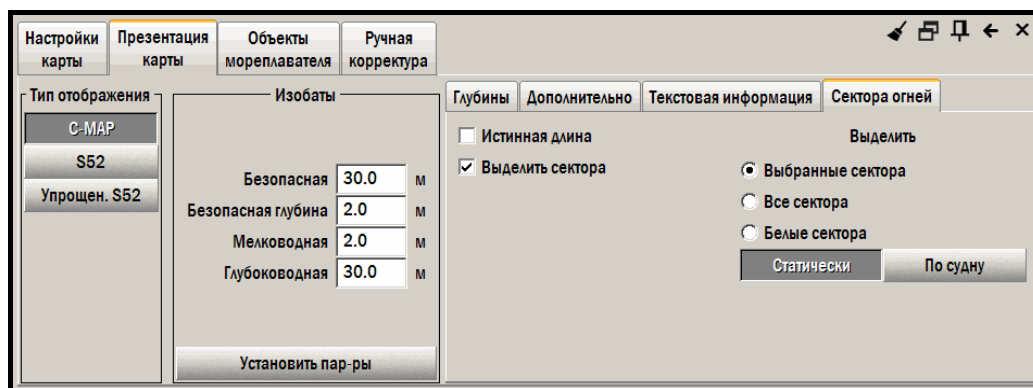 Настройки карты
Презентация карты
Объекты мореплавателя
Ручная корректура
Тип отображения
C-MAP
S52
Упрощен. S52
Изобаты
Безопасная 30.0 м
Безопасная глубина 2.0 м
Мелководная 2.0 м
Глубоководная 30.0 м
Установить пар-ры
Глубины
Дополнительно
Текстовая информация
Сектора огней
Истинная длина
Выделить сектора
Выделить
Выбранные сектора
Все сектора
Белые сектора
Статически
По судну